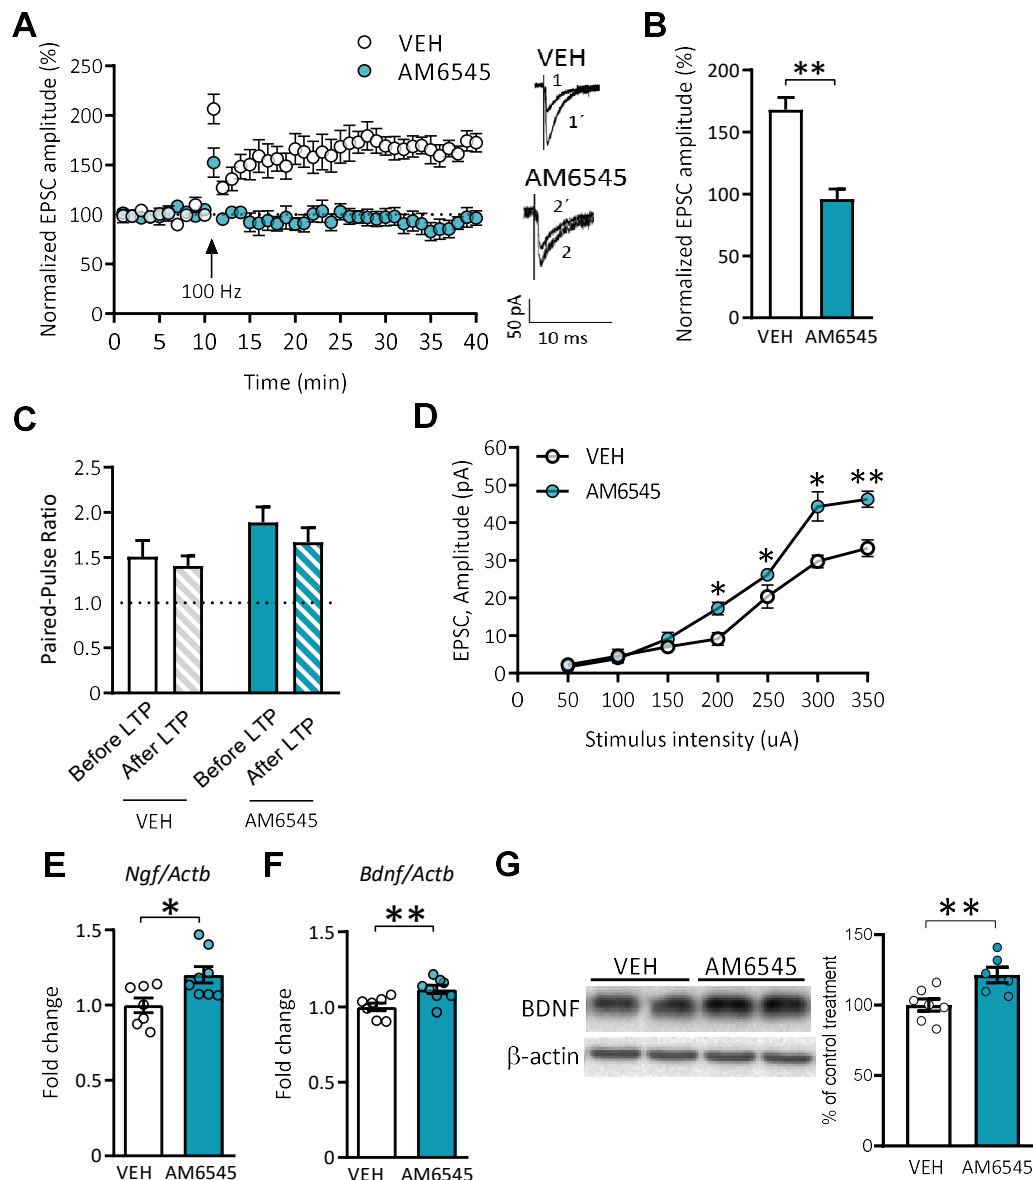 A
VEH
AM6545
Normalized EPSC amplitude (%)
250
200
150
100
50
0
100 Hz
0 5 10 15 20 25 30 35 40
Time (min)
VEH
1
1´
AM6545
2´
2
50 pA
10 ms
B
Normalized EPSC amplitude (%)
200
150
100
50
0
**
VEH AM6545
C
Paired-Pulse Ratio
2.5
2.0
1.5
1.0
0.5
0
Before LTP
After LTP
Before LTP
After LTP
VEH
AM6545
D
EPSC, Amplitude (pA)
60
50
40
30
20
10
0
VEH
AM6545
*
*
*
**
0 50 100 150 200 250 300 350
Stimulus intensity (uA)
E
Ngf/Actb
*
Fold change
1.5
1.0
0.5
0
VEH AM6545
F
Bdnf/Actb
**
Fold change
1.5
1.0
0.5
0
VEH AM6545
G
VEH AM6545
BDNF
β-actin
% of control treatment
150
100
50
0
**
VEH AM6545